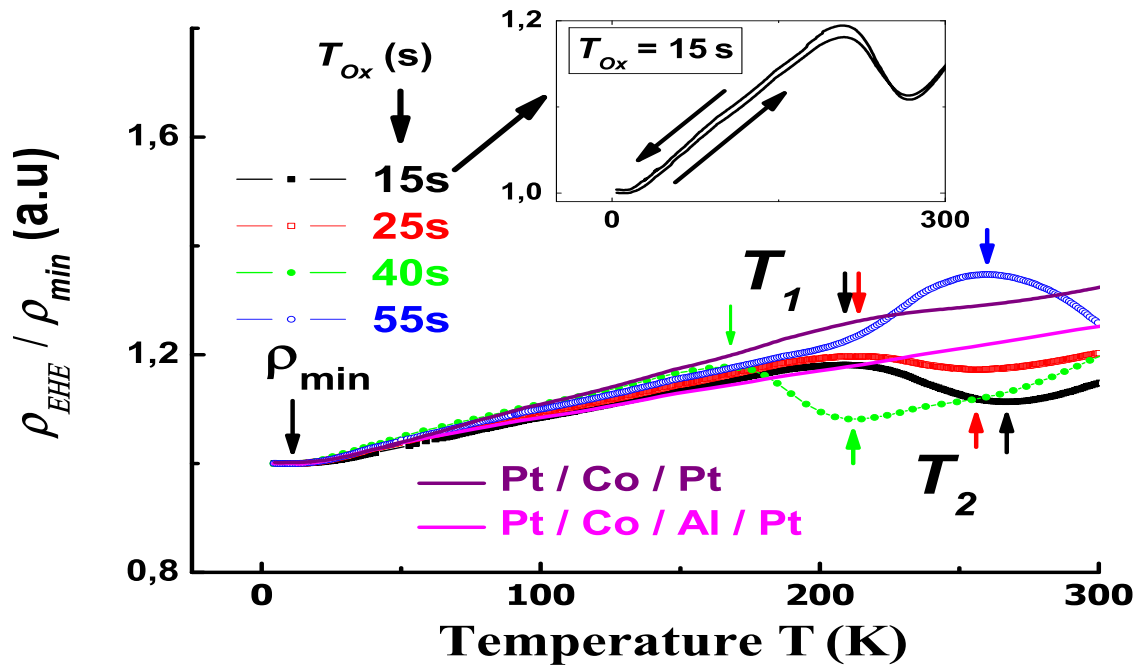 1,2
T_Ox = 15 s
1,0
0
300
T_Ox (s)
15s
25s
40s
55s
ρ_min
T_1
T_2
Pt / Co / Pt
Pt / Co / Al / Pt
1,6
1,2
0,8
ρ_EHE / ρ_min (a.u)
0
100
200
300
Temperature T (K)